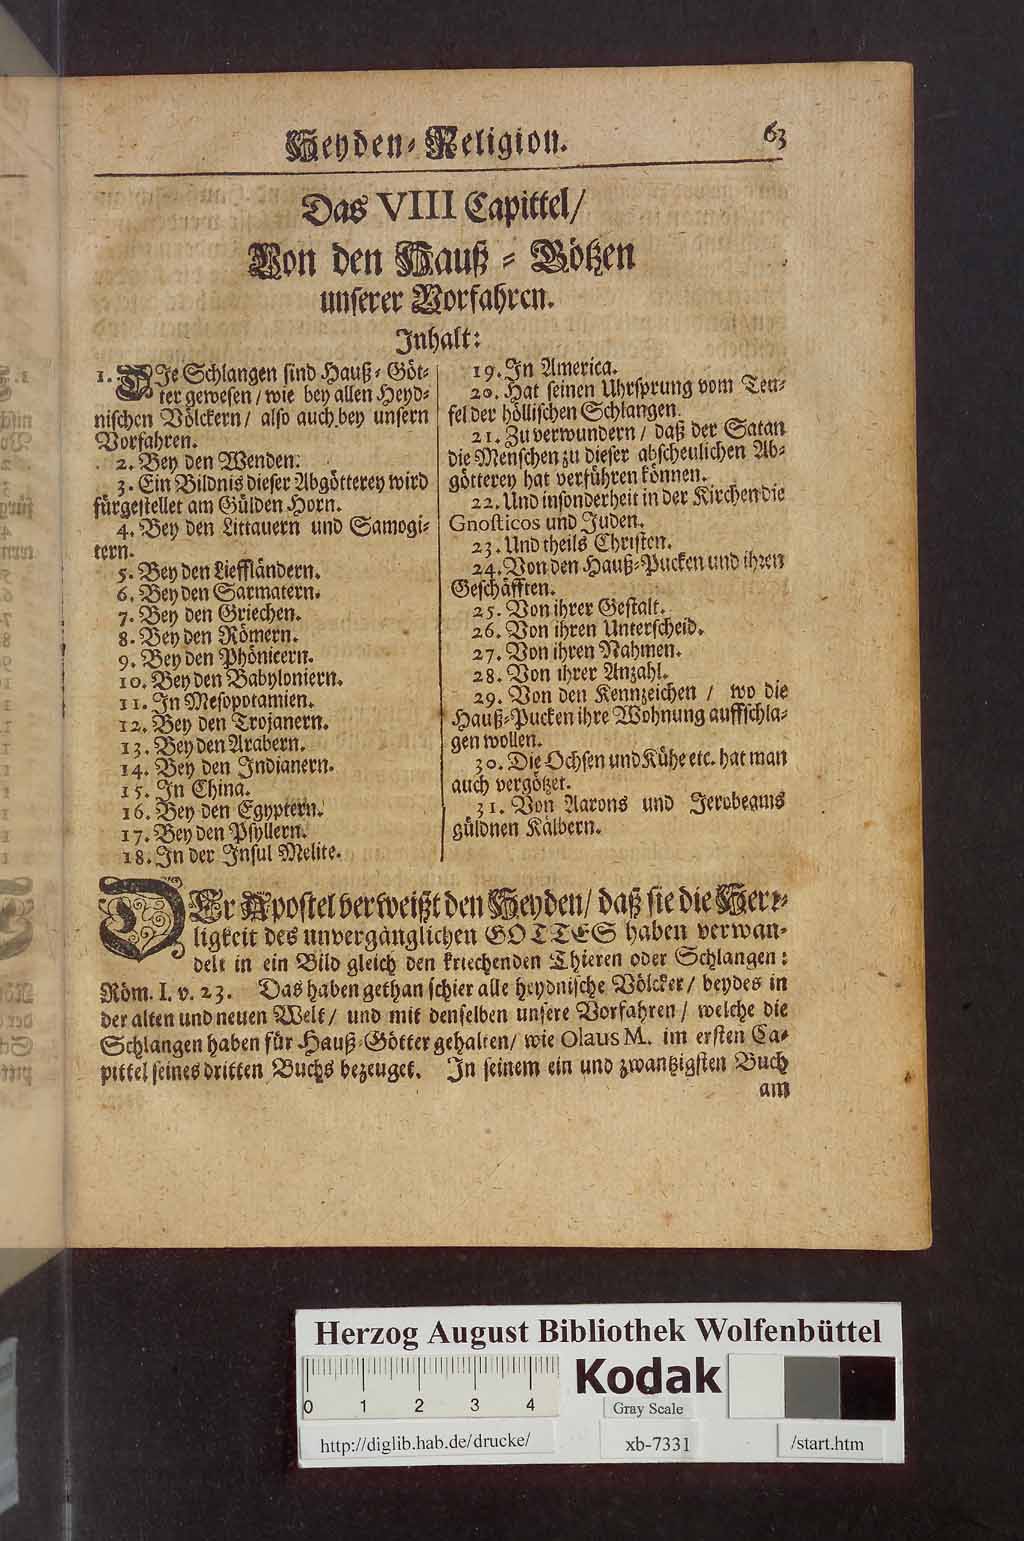 Heyden-Religion. 63
Das VIII Capittel/
Von den Hauß-Götzen
unserer Vorfahren.
Inhalt:
1. DIe Schlangen sind Hauß-Göt-
ter gewesen/ wie bey allen Heyd-
nischen Völckern/ also auch bey unsern
Vorfahren.
2. Bey den Wenden.
3. Ein Bildnis dieser Abgötterey wird
fürgestellet am Gülden Horn.
4. Bey den Littauern und Samogi-
tern.
5. Bey den Liefländern.
6. Bey den Sarmatern.
7. Bey den Griechen.
8. Bey den Römern.
9. Bey den Phönicern.
10. Bey den Babyloniern.
11. In Mesopotamien.
12. Bey den Trojanern.
13. Bey den Arabern.
14. Bey den Indianern.
15. In China.
16. Bey den Egyptern.
17. Bey den Psyllern.
18. In der Insul Melite.
19. In America.
20. Hat seinen Uhrsprung vom Teu-
fel der höllischen Schlangen.
21. Zu verwundern/ daß der Satan
die Menschen zu dieser abscheulichen Ab-
götterey hat verführen können.
22. Und insonderheit in der Kirchen die
Gnosticos und Juden.
23. Und theils Christen.
24. Von den Hauß-Pucken und ihren
Geschäfften.
25. Von ihrer Gestalt.
26. Von ihren Unterscheid.
27. Von ihren Nahmen.
28. Von ihrer Anzahl.
29. Von den Kennzeichen / wo die
Hauß-Pucken ihre Wohnung auffschla-
gen wollen.
30. Die Ochsen und Kühe etc. hat man
auch vergötzet.
31. Von Aarons und Jerobeams
güldnen Kälbern.
DEr Apostel verweißt den Heyden/ daß sie die Herr-
ligkeit des unvergänglichen GOTTES haben verwan-
delt in ein Bild gleich den kriechenden Thieren oder Schlangen:
Röm. I. v. 23. Das haben gethan schier alle heydnische Völcker/ beydes in
der alten und neuen Welt/ und mit denselben unsere Vorfahren/ welche die
Schlangen haben für Hauß-Götter gehalten/ wie Olaus M. im ersten Ca-
pittel seines dritten Buchs bezeuget. In seinem ein und zwantzigsten Buch
am
Herzog August Bibliothek Wolfenbüttel
0 1 2 3 4
Kodak
Gray Scale
http://diglib.hab.de/drucke/ xb-7331 /start.htm